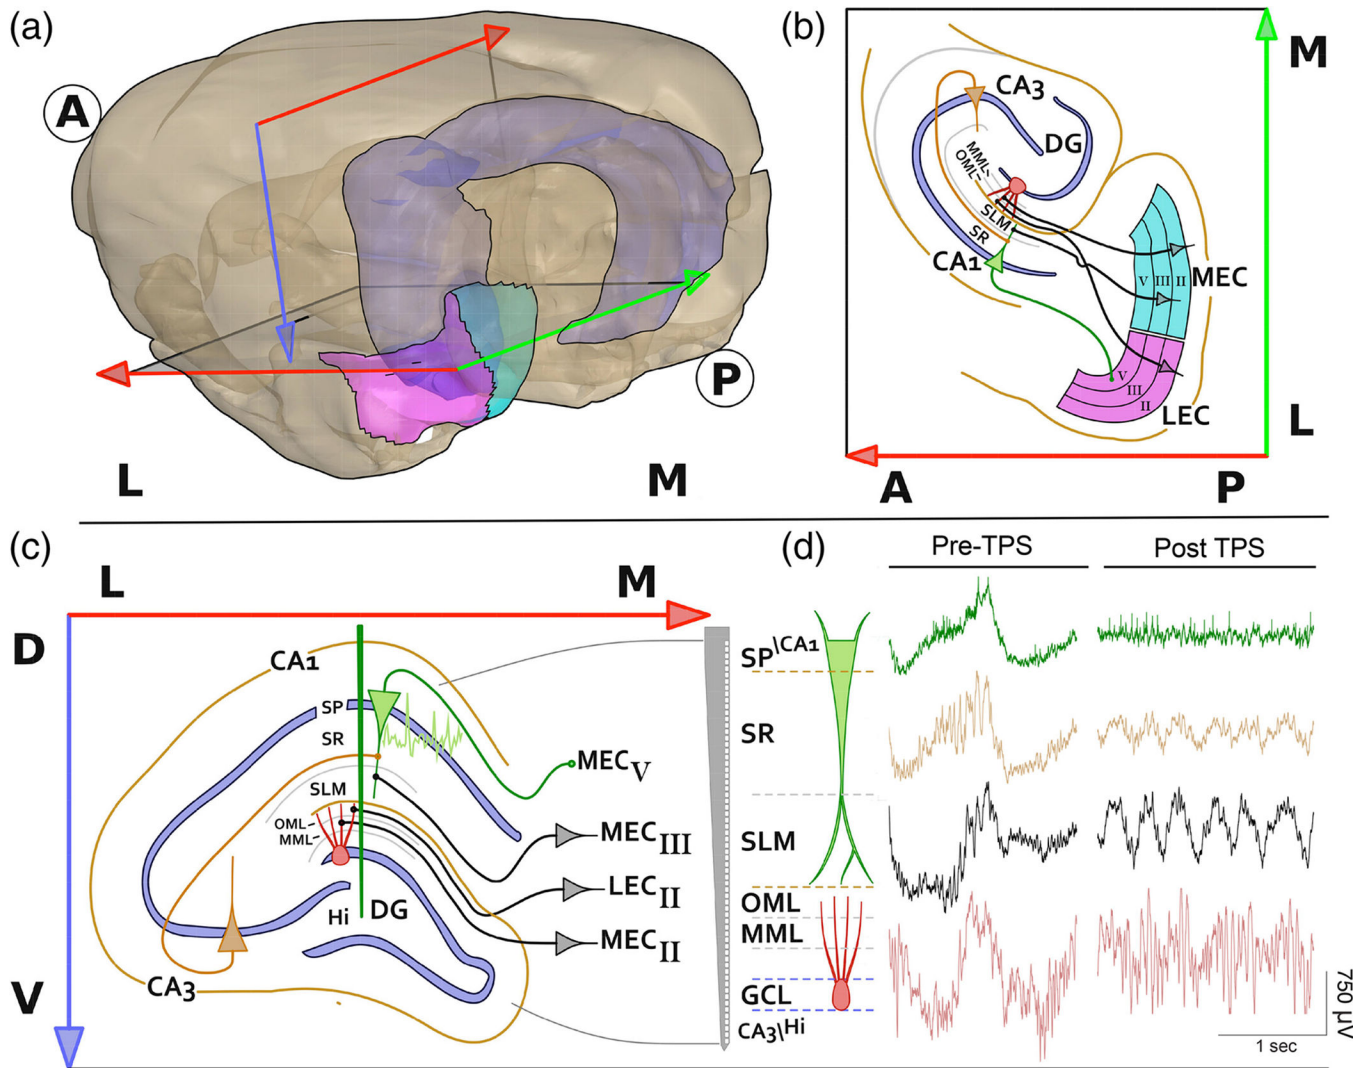 (a)
A
P
L
M
(b)
M
CA3
DG
MML
OML
SLM
SR
CA1
V III II
MEC
V
III
II
LEC
L
A
P
(c)
L
M
D
CA1
SP
SR
MECV
SLM
OML
MML
MECIII
LECII
Hi
DG
MECII
CA3
V
(d)
Pre-TPS
Post TPS
SP\CA1
SR
SLM
OML
MML
GCL
CA3\Hi
750 µV
1 sec